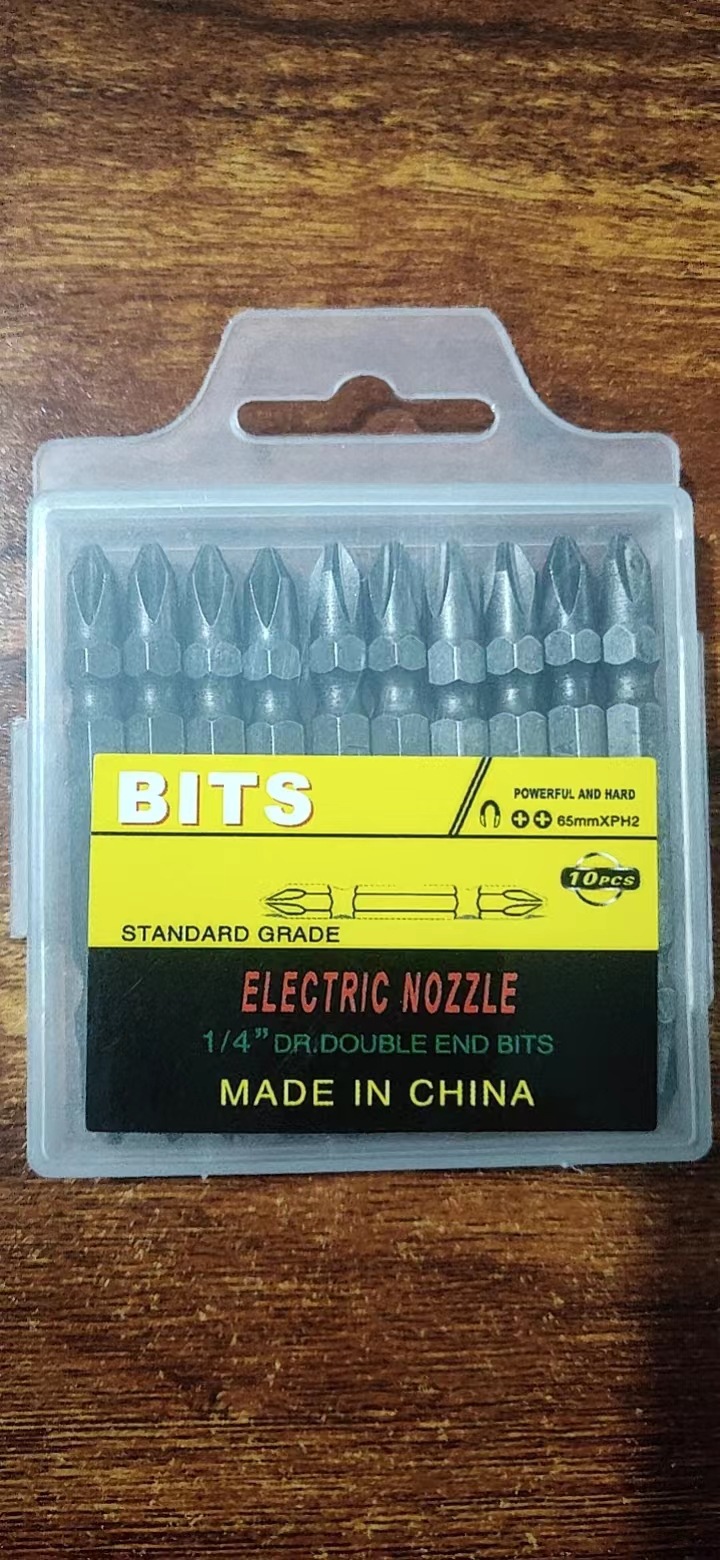 BITS
POWERFUL AND HARD
65mmXPH2
10PCS
STANDARD GRADE
ELECTRIC NOZZLE
1/4” DR.DOUBLE END BITS
MADE IN CHINA